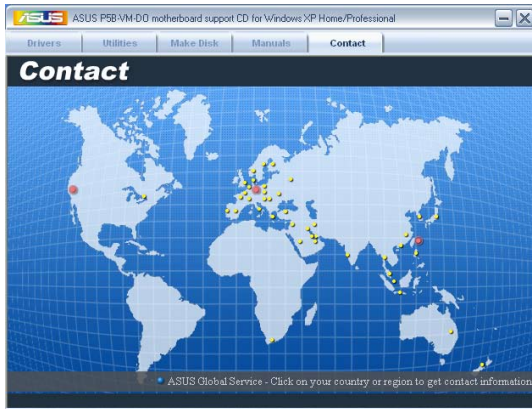 ASUS ASUS P5B-VM-DO motherboard support CD for Windows XP Home/Professional
Drivers Utilities Make Disk Manuals Contact
Contact
ASUS Global Service - Click on your country or region to get contact information